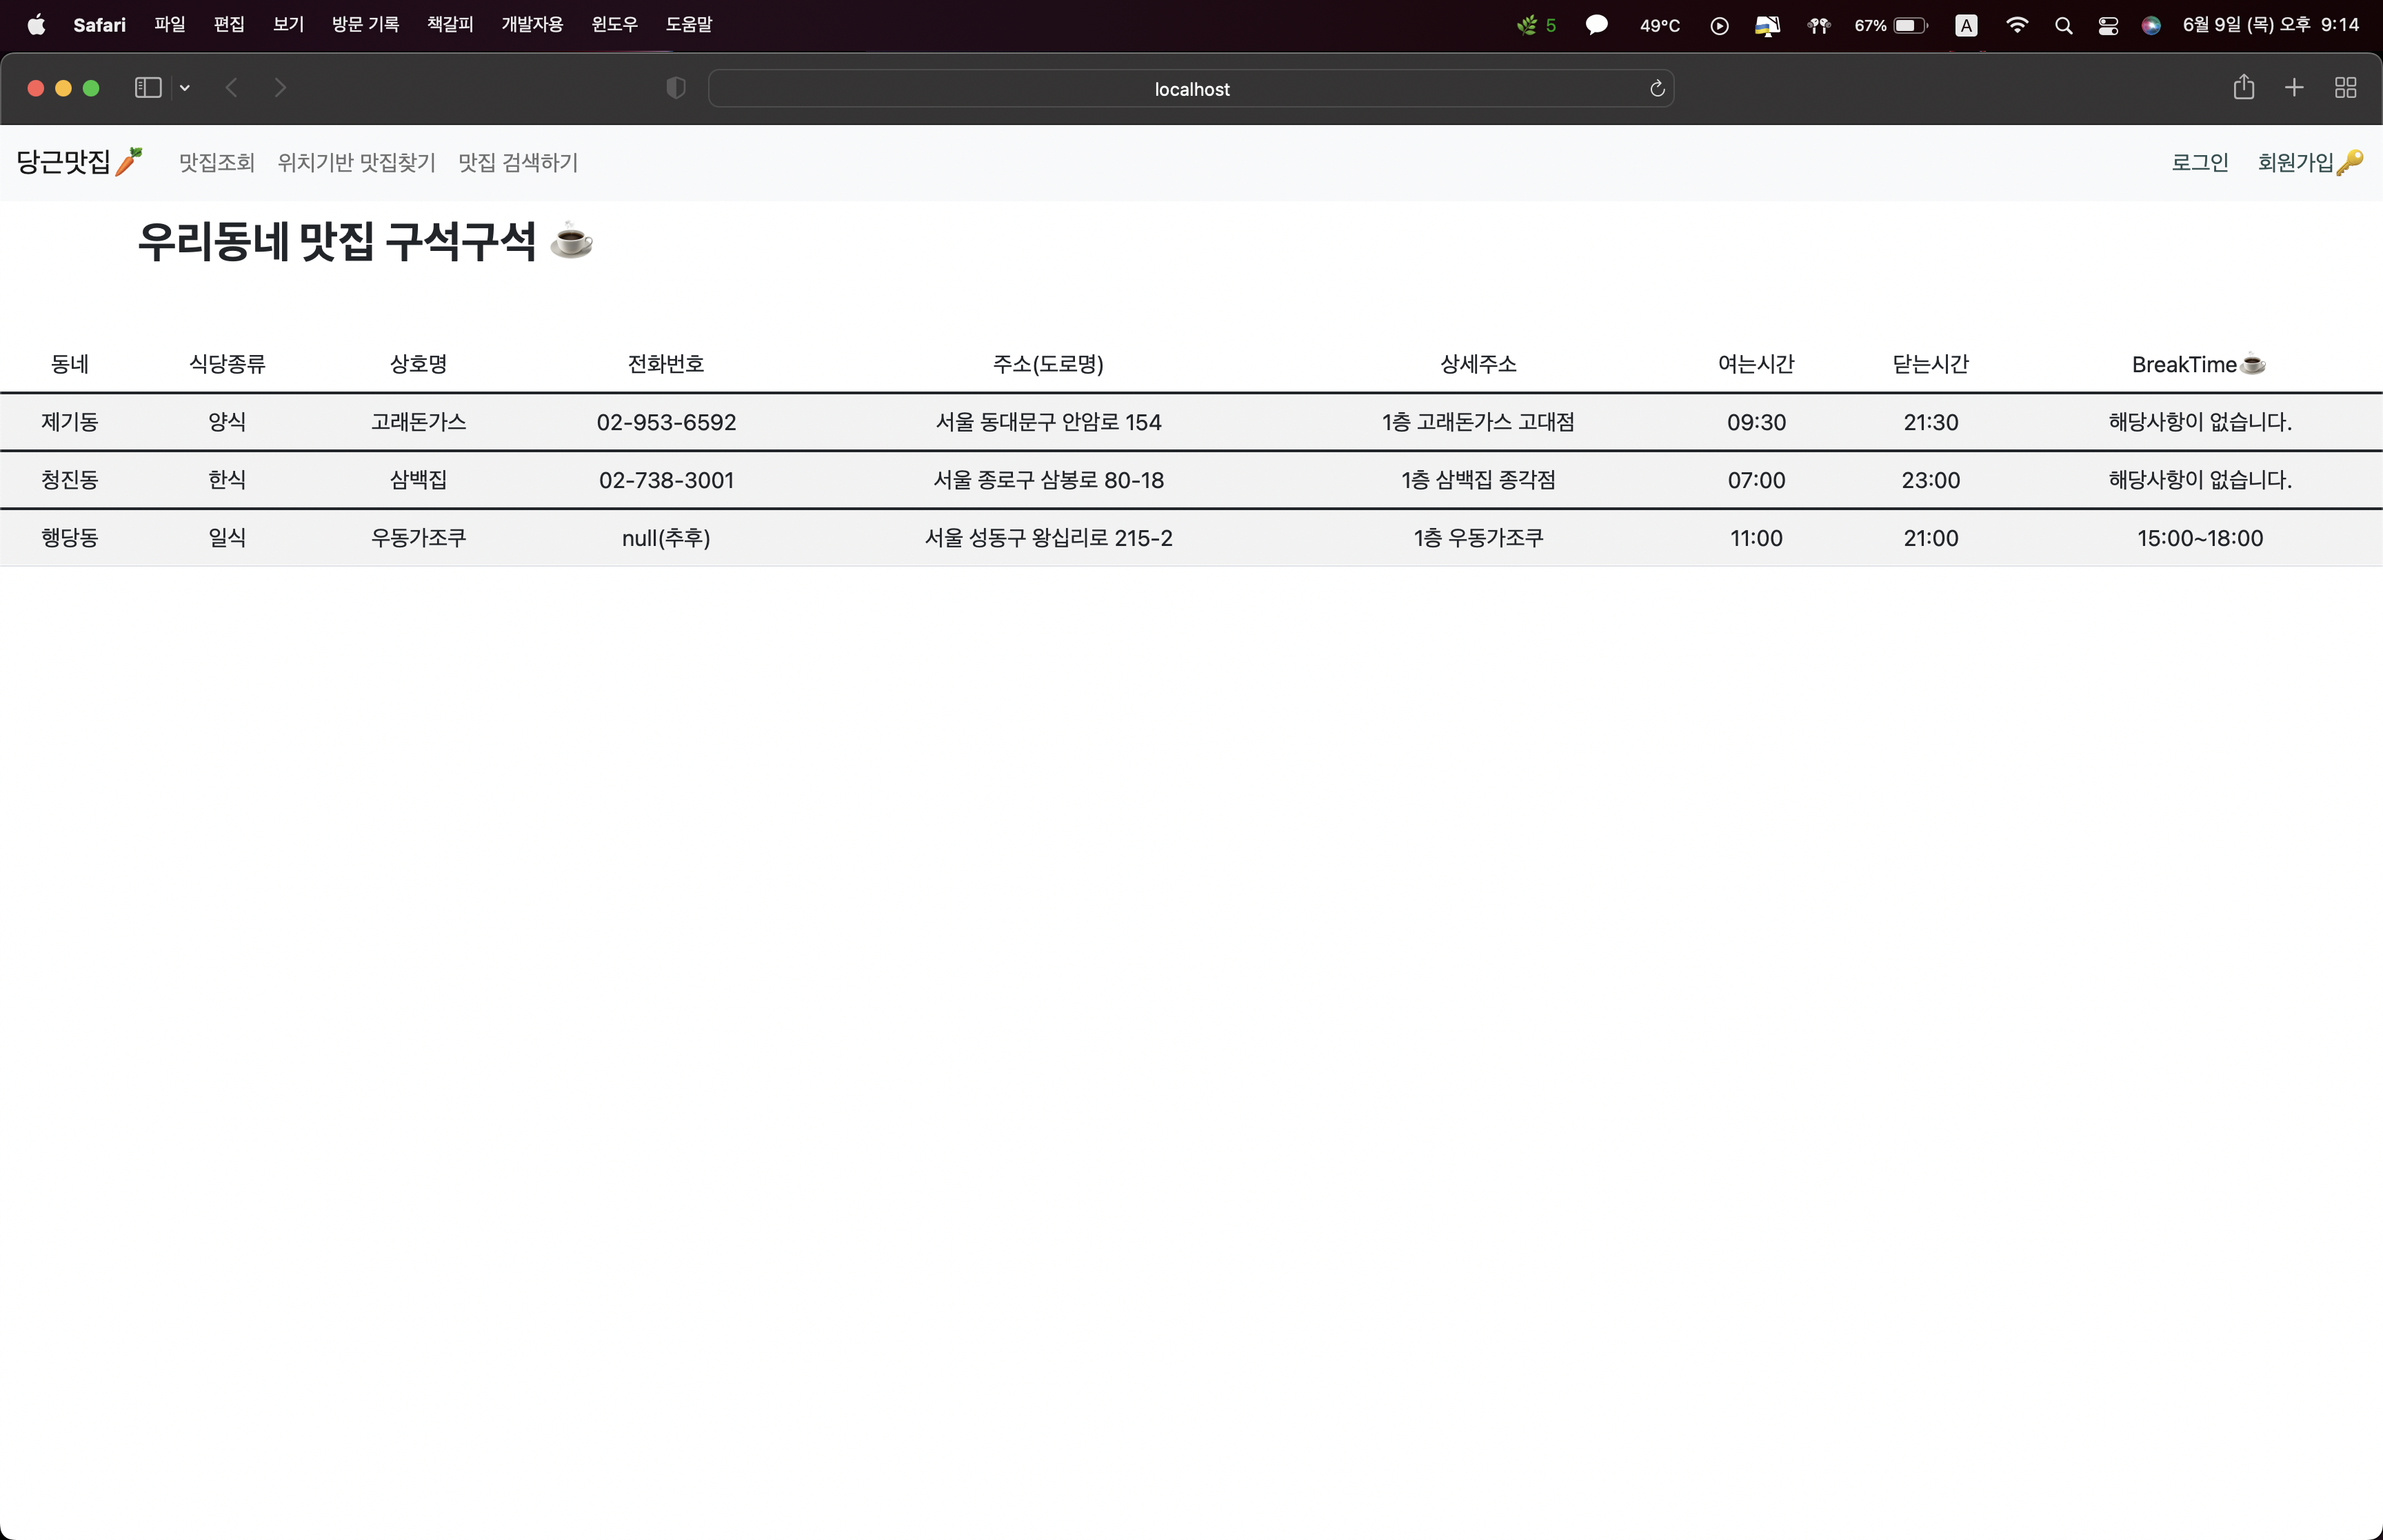 Safari 파일 편집 보기 방문 기록 책갈피 개발자용 윈도우 도움말 5 49°C 67% A 6월 9일 (목) 오후 9:14
localhost
당근맛집🥕 맛집조회 위치기반 맛집찾기 맛집 검색하기 로그인 회원가입🔑
우리동네 맛집 구석구석 ☕
동네 식당종류 상호명 전화번호 주소(도로명) 상세주소 여는시간 닫는시간 BreakTime☕
제기동 양식 고래돈가스 02-953-6592 서울 동대문구 안암로 154 1층 고래돈가스 고대점 09:30 21:30 해당사항이 없습니다.
청진동 한식 삼백집 02-738-3001 서울 종로구 삼봉로 80-18 1층 삼백집 종각점 07:00 23:00 해당사항이 없습니다.
행당동 일식 우동가조쿠 null(추후) 서울 성동구 왕십리로 215-2 1층 우동가조쿠 11:00 21:00 15:00~18:00